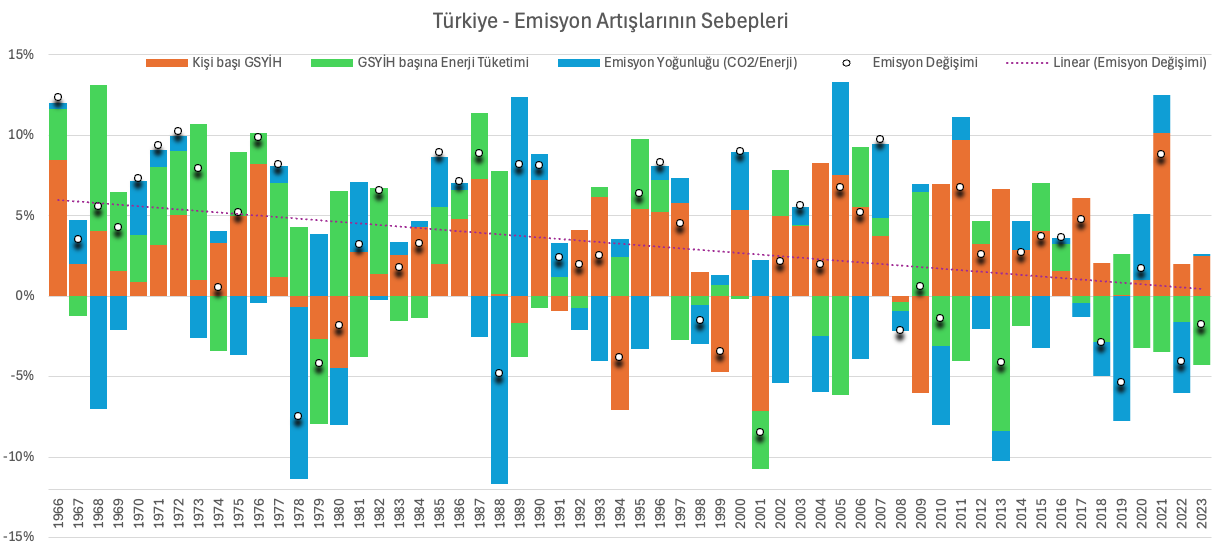 Türkiye - Emisyon Artışlarının Sebepleri
15%
Kişi başı GSYİH
GSYİH başına Enerji Tüketimi
Emisyon Yoğunluğu (CO2/Enerji)
Emisyon Değişimi
Linear (Emisyon Değişimi)
10%
5%
0%
-5%
-10%
-15%
1966 1967 1968 1969 1970 1971 1972 1973 1974 1975 1976 1977 1978 1979 1980 1981 1982 1983 1984 1985 1986 1987 1988 1989 1990 1991 1992 1993 1994 1995 1996 1997 1998 1999 2000 2001 2002 2003 2004 2005 2006 2007 2008 2009 2010 2011 2012 2013 2014 2015 2016 2017 2018 2019 2020 2021 2022 2023